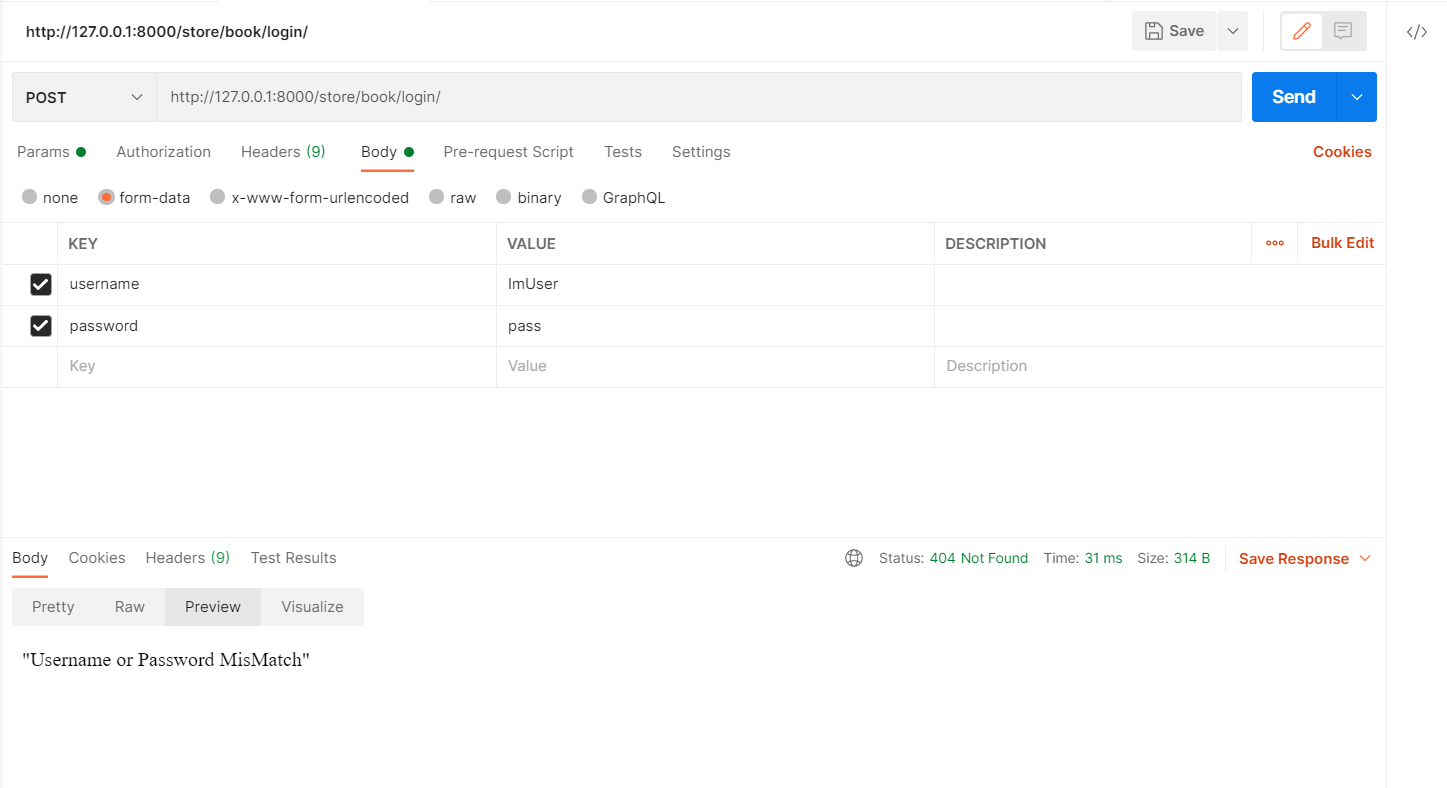 http://127.0.0.1:8000/store/book/login/ Save </>
POST http://127.0.0.1:8000/store/book/login/ Send
Params Authorization Headers (9) Body Pre-request Script Tests Settings Cookies
none form-data x-www-form-urlencoded raw binary GraphQL
KEY VALUE DESCRIPTION Bulk Edit
username ImUser
password pass
Key Value Description
Body Cookies Headers (9) Test Results Status: 404 Not Found Time: 31 ms Size: 314 B Save Response
Pretty Raw Preview Visualize
"Username or Password MisMatch"